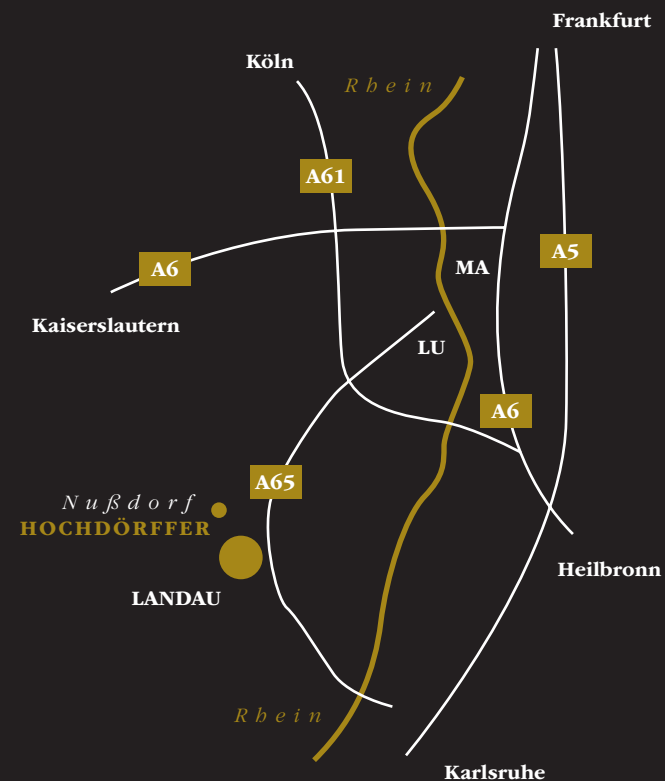 Frankfurt
Köln
Rhein
A61
A5
A6
MA
Kaiserslautern
LU
A6
A65
Nußdorf
HOCHDÖRFFER
Heilbronn
LANDAU
Rhein
Karlsruhe